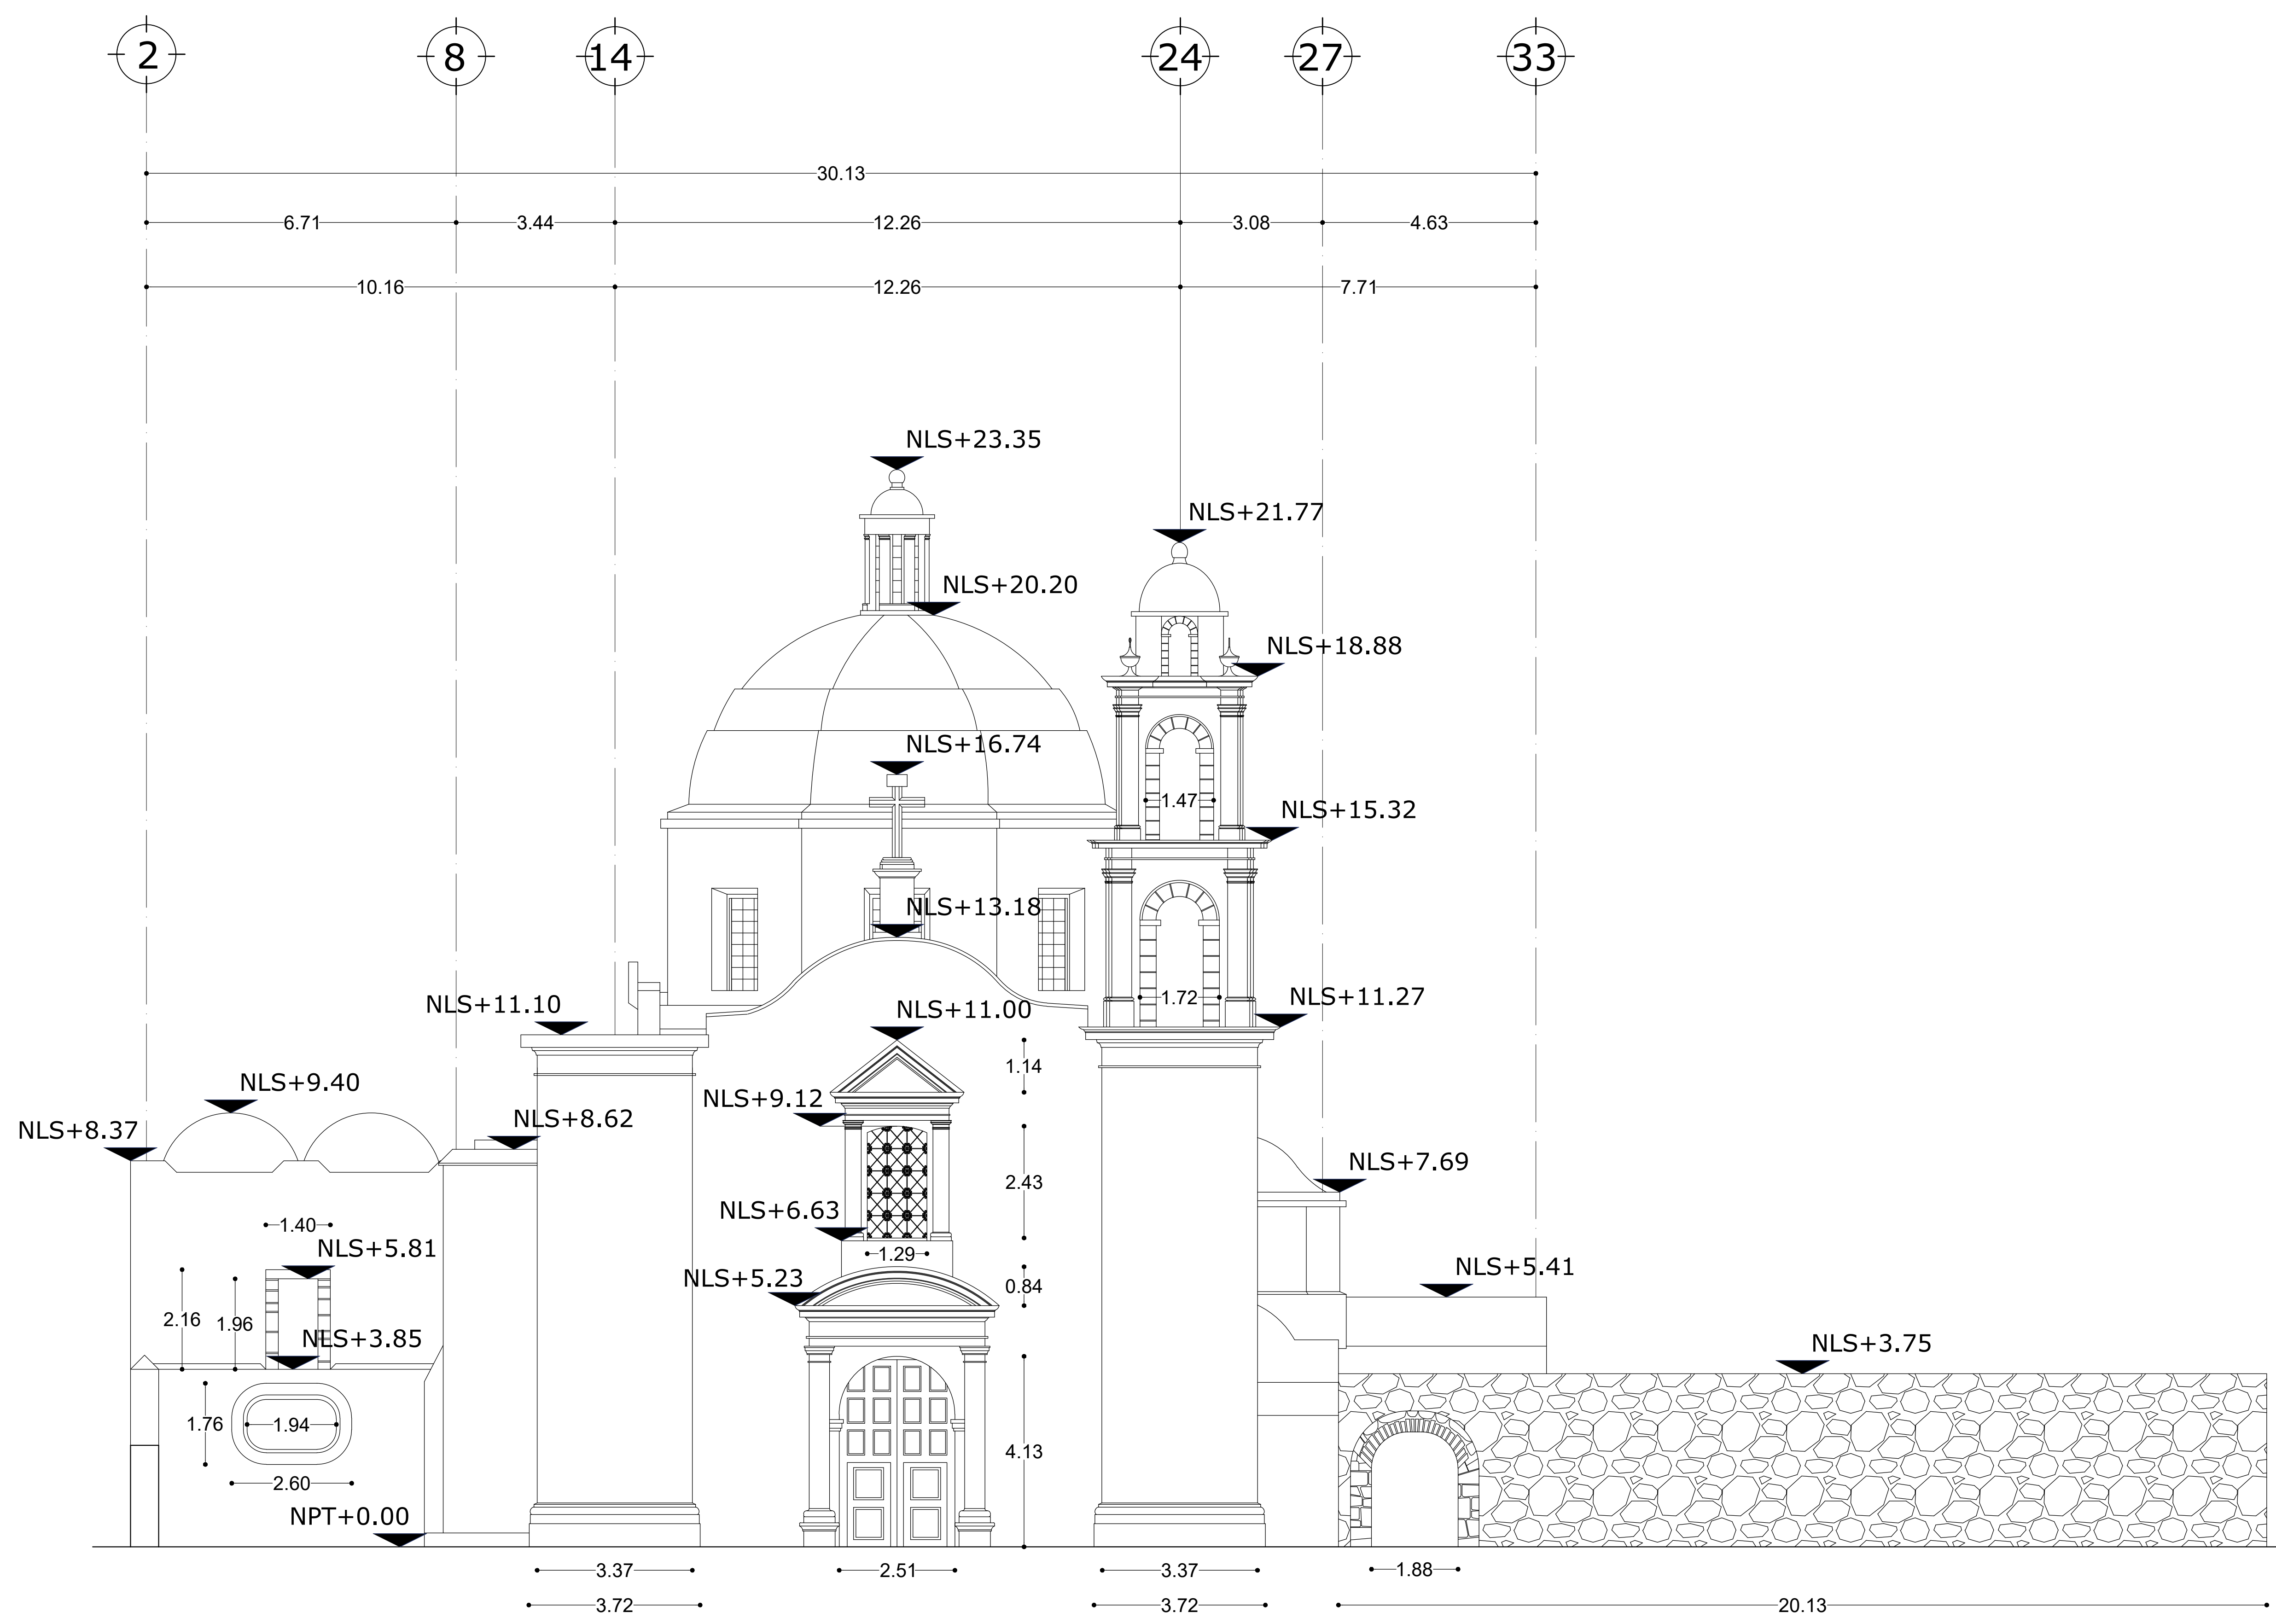 2 8 14 24 27 33
30.13
6.71 3.44 12.26 3.08 4.63
10.16 12.26 7.71
NLS+23.35
NLS+21.77
NLS+20.20
NLS+18.88
NLS+16.74
1.47
NLS+15.32
NLS+13.18
1.72
NLS+11.27
NLS+11.10
NLS+11.00
1.14
NLS+9.40
NLS+9.12
NLS+8.62
NLS+8.37
NLS+7.69
2.43
NLS+6.63
1.40
NLS+5.81
1.29
NLS+5.23
0.84
NLS+5.41
2.16 1.96
NLS+3.85
NLS+3.75
1.76 1.94
4.13
2.60
NPT+0.00
3.37 2.51 3.37 1.88
3.72 3.72 20.13